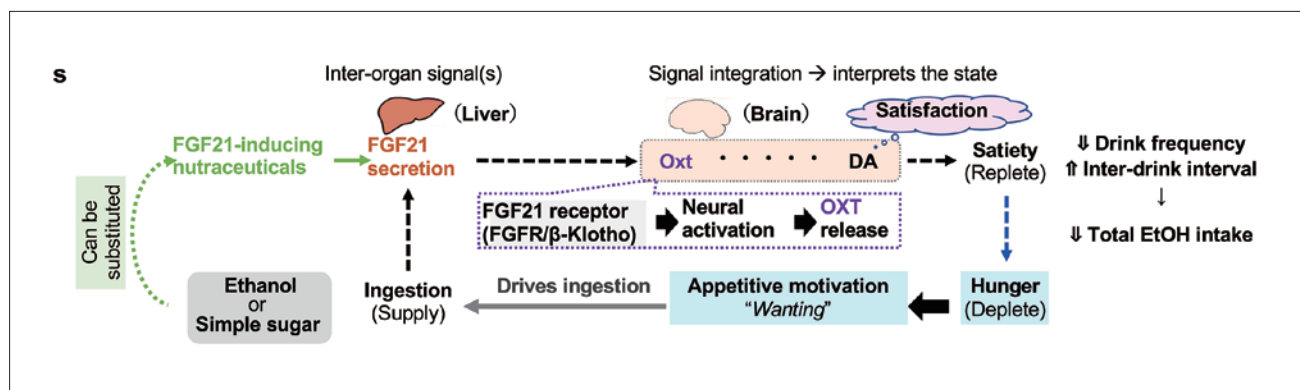 s
Inter-organ signal(s)
Signal integration → interprets the state
(Liver)
(Brain)
Satisfaction
FGF21-inducing
nutraceuticals
FGF21
secretion
Oxt · · · · · DA
Satiety
(Replete)
⇓ Drink frequency
⇑ Inter-drink interval
↓
⇓ Total EtOH intake
FGF21 receptor
(FGFR/β-Klotho)
Neural
activation
OXT
release
Can be
substituted
Ethanol
or
Simple sugar
Ingestion
(Supply)
Drives ingestion
Appetitive motivation
“Wanting”
Hunger
(Deplete)